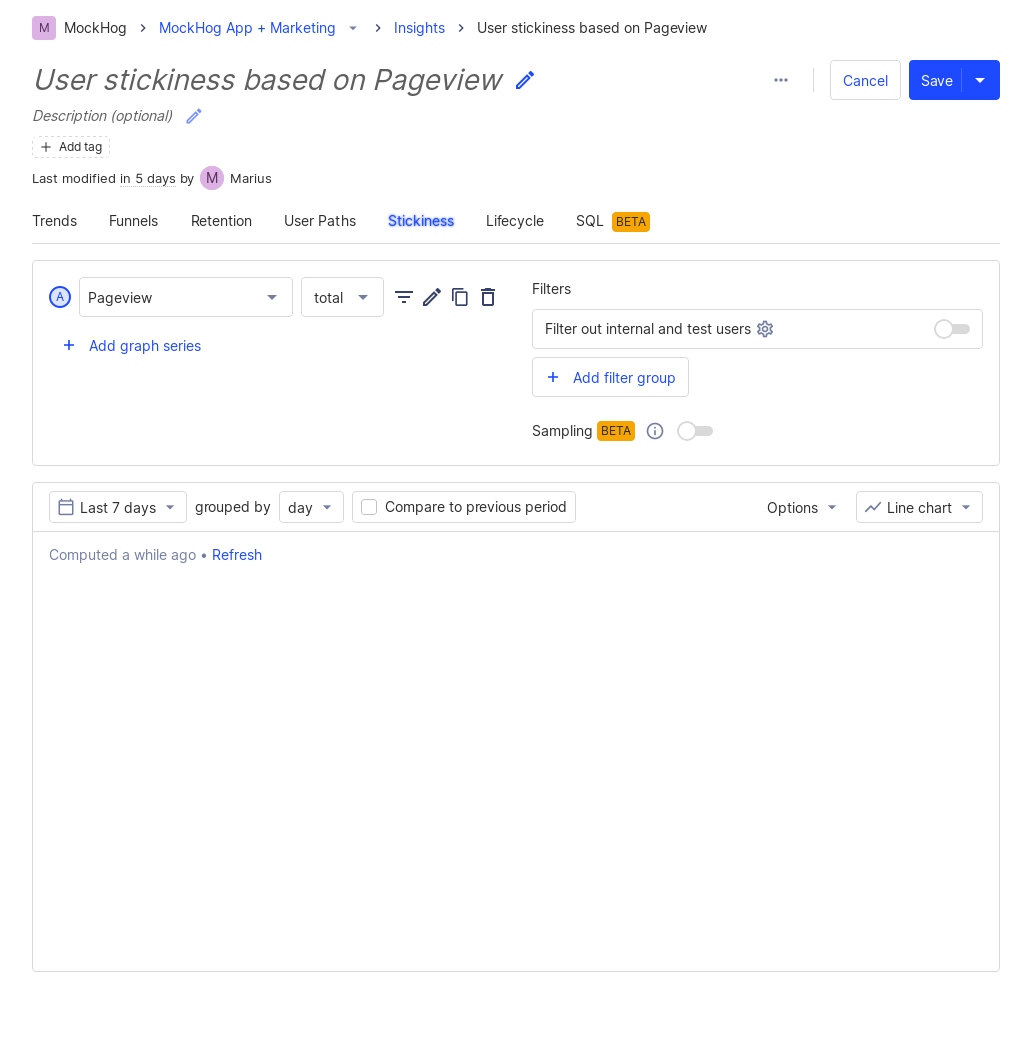 M MockHog MockHog App + Marketing Insights User stickiness based on Pageview
User stickiness based on Pageview
Cancel Save
Description (optional)
Add tag
Last modified in 5 days by M Marius
Trends Funnels Retention User Paths Stickiness Lifecycle SQL BETA
A Pageview total
Add graph series
Filters
Filter out internal and test users
Add filter group
Sampling BETA
Last 7 days grouped by day Compare to previous period Options Line chart
Computed a while ago • Refresh